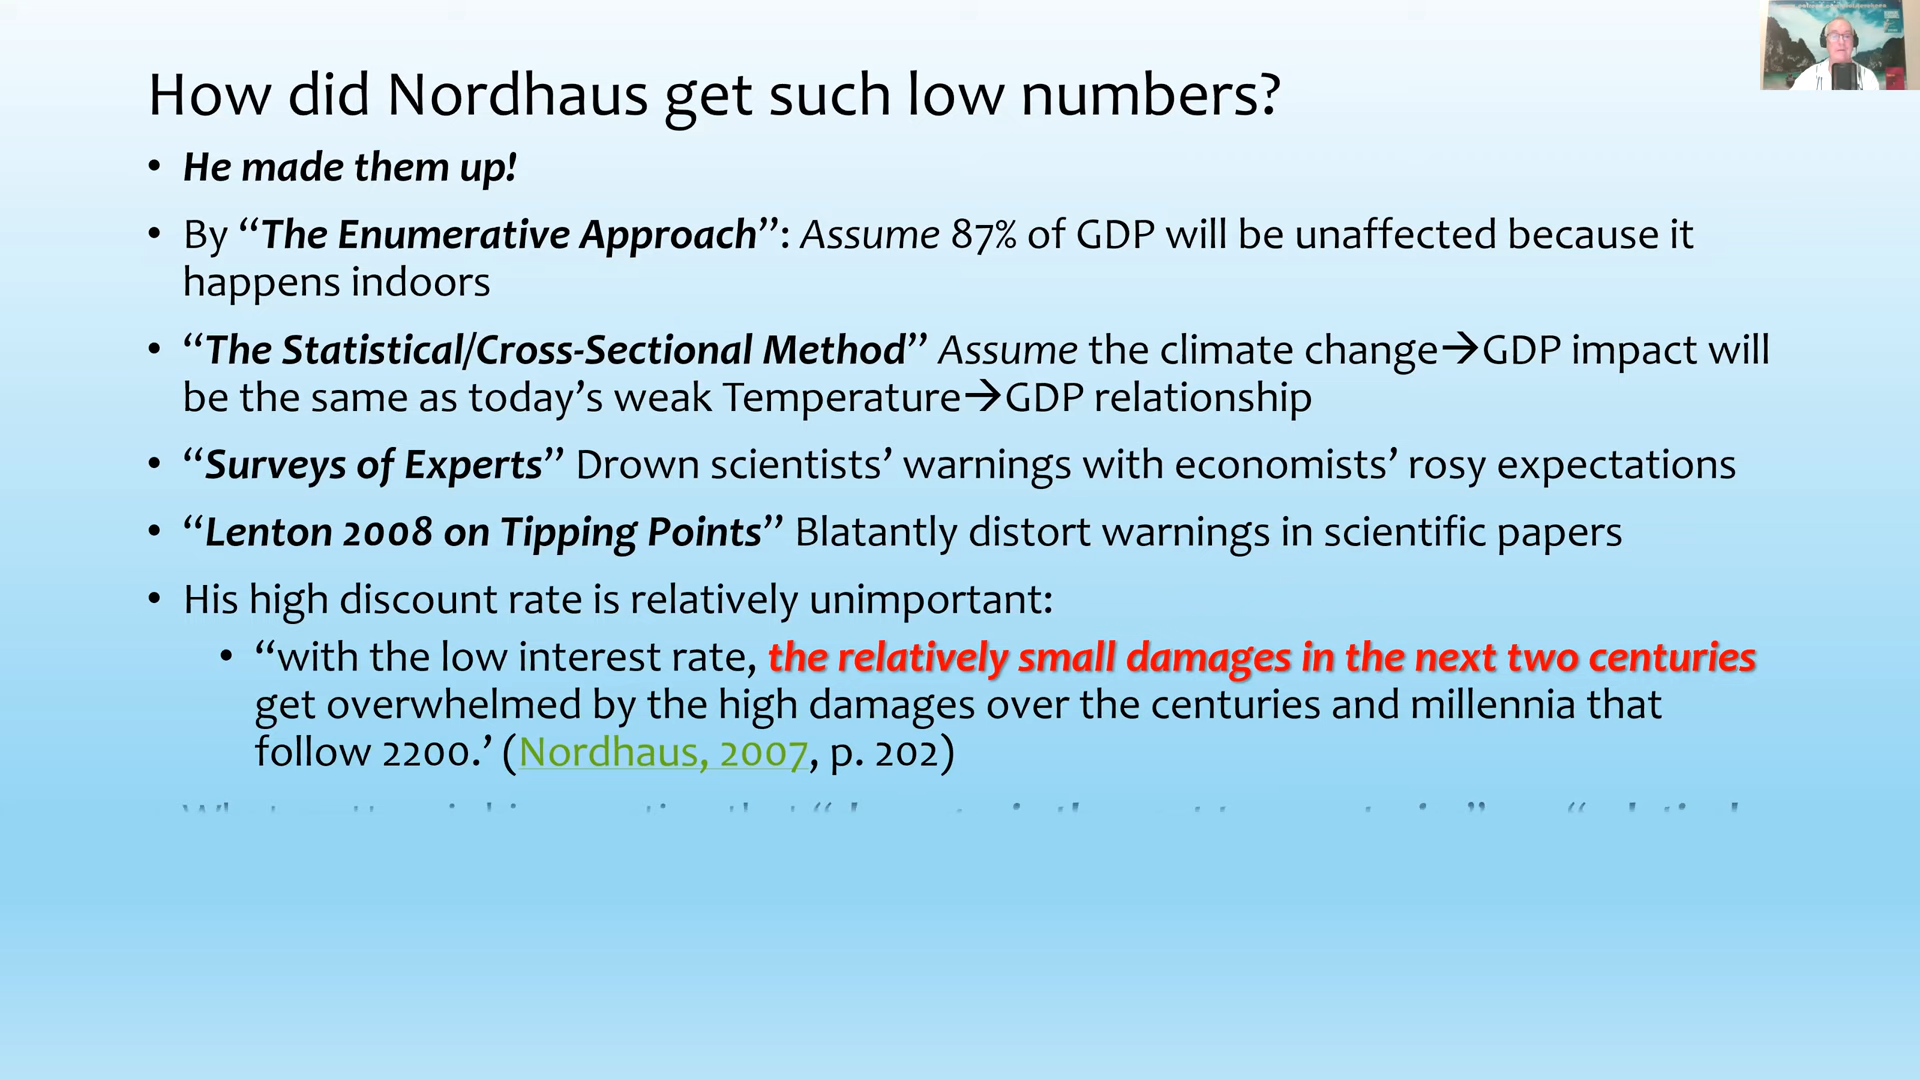 How did Nordhaus get such low numbers?
• He made them up!
• By “The Enumerative Approach”: Assume 87% of GDP will be unaffected because it
happens indoors
• “The Statistical/Cross-Sectional Method” Assume the climate change→GDP impact will
be the same as today’s weak Temperature→GDP relationship
• “Surveys of Experts” Drown scientists’ warnings with economists’ rosy expectations
• “Lenton 2008 on Tipping Points” Blatantly distort warnings in scientific papers
• His high discount rate is relatively unimportant:
• “with the low interest rate, the relatively small damages in the next two centuries
get overwhelmed by the high damages over the centuries and millennia that
follow 2200.’ (Nordhaus, 2007, p. 202)